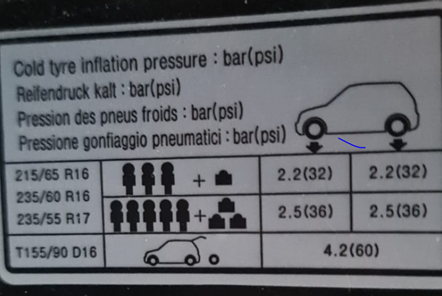 Cold tyre inflation pressure : bar(psi)
Reifendruck kalt : bar(psi)
Pression des pneus froids : bar(psi)
Pressione gonfiaggio pneumatici : bar(psi)
215/65 R16
235/60 R16
235/55 R17
+ 2.2(32) 2.2(32)
+ 2.5(36) 2.5(36)
T155/90 D16 4.2(60)